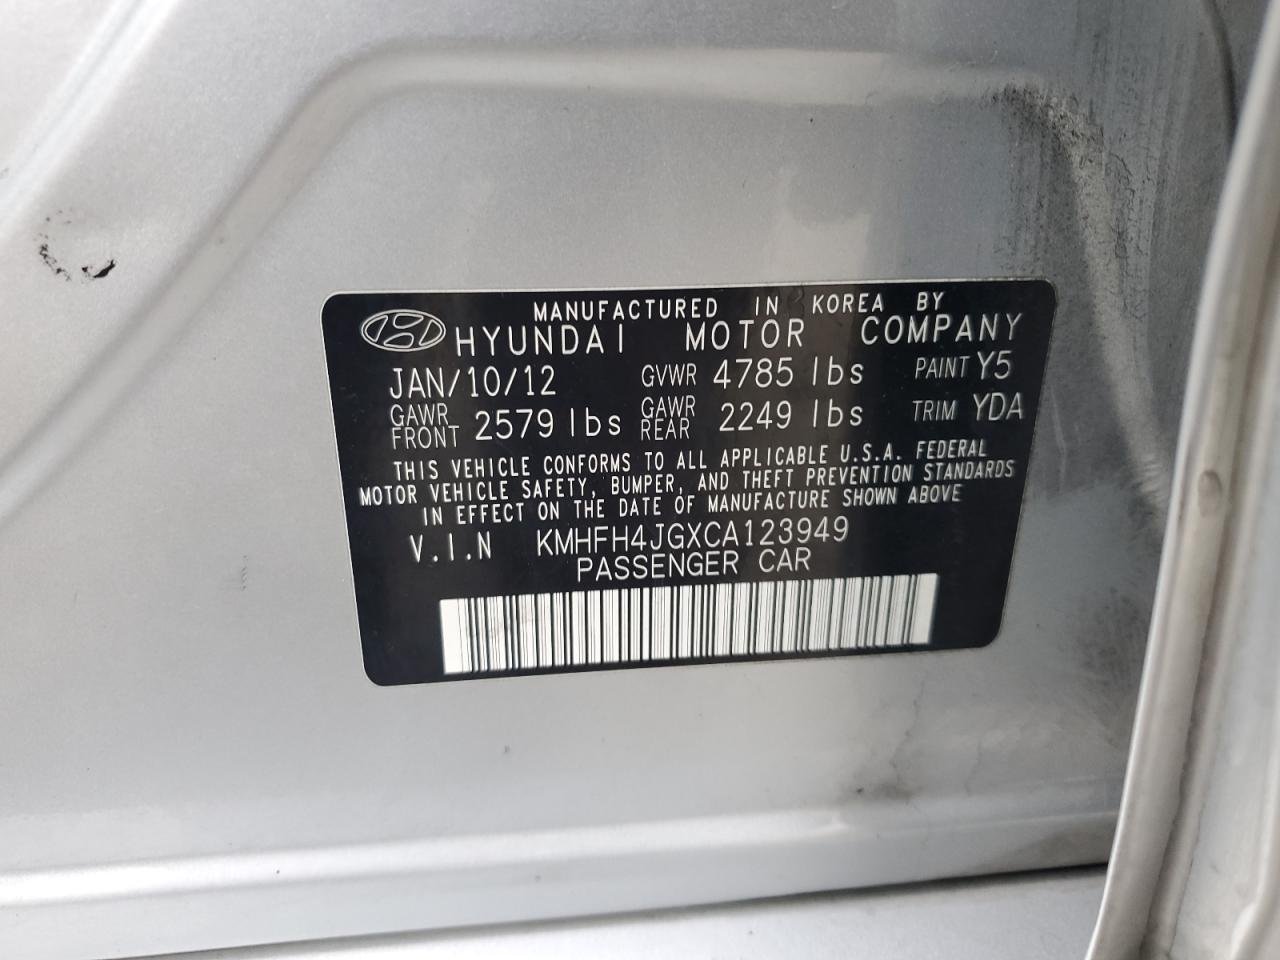 MANUFACTURED IN KOREA BY
HYUNDAI MOTOR COMPANY
JAN/10/12 GVWR 4785 lbs PAINT Y5
GAWR FRONT 2579 lbs GAWR REAR 2249 lbs TRIM YDA
THIS VEHICLE CONFORMS TO ALL APPLICABLE U.S.A. FEDERAL
MOTOR VEHICLE SAFETY, BUMPER, AND THEFT PREVENTION STANDARDS
IN EFFECT ON THE DATE OF MANUFACTURE SHOWN ABOVE
V.I.N KMHFH4JGXCA123949
PASSENGER CAR